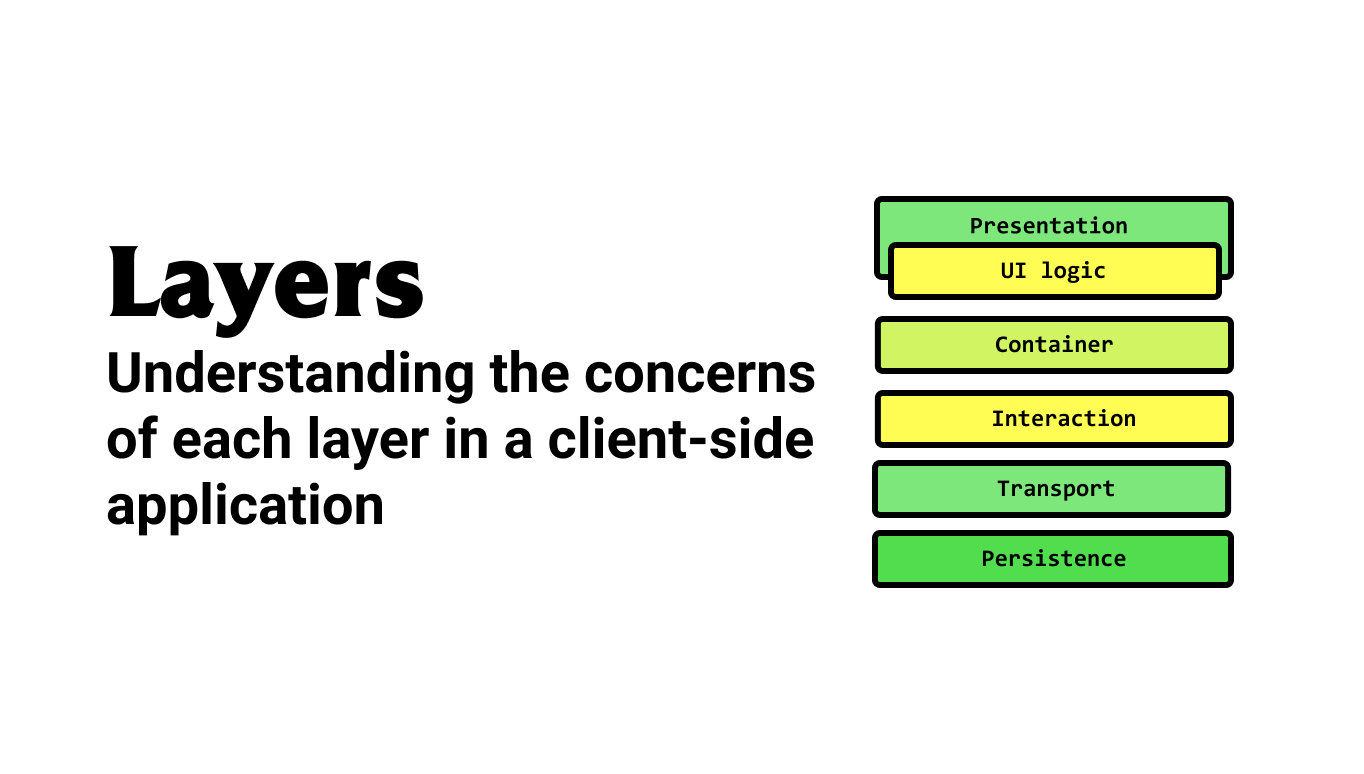 Layers
Understanding the concerns
of each layer in a client-side
application
Presentation
UI logic
Container
Interaction
Transport
Persistence